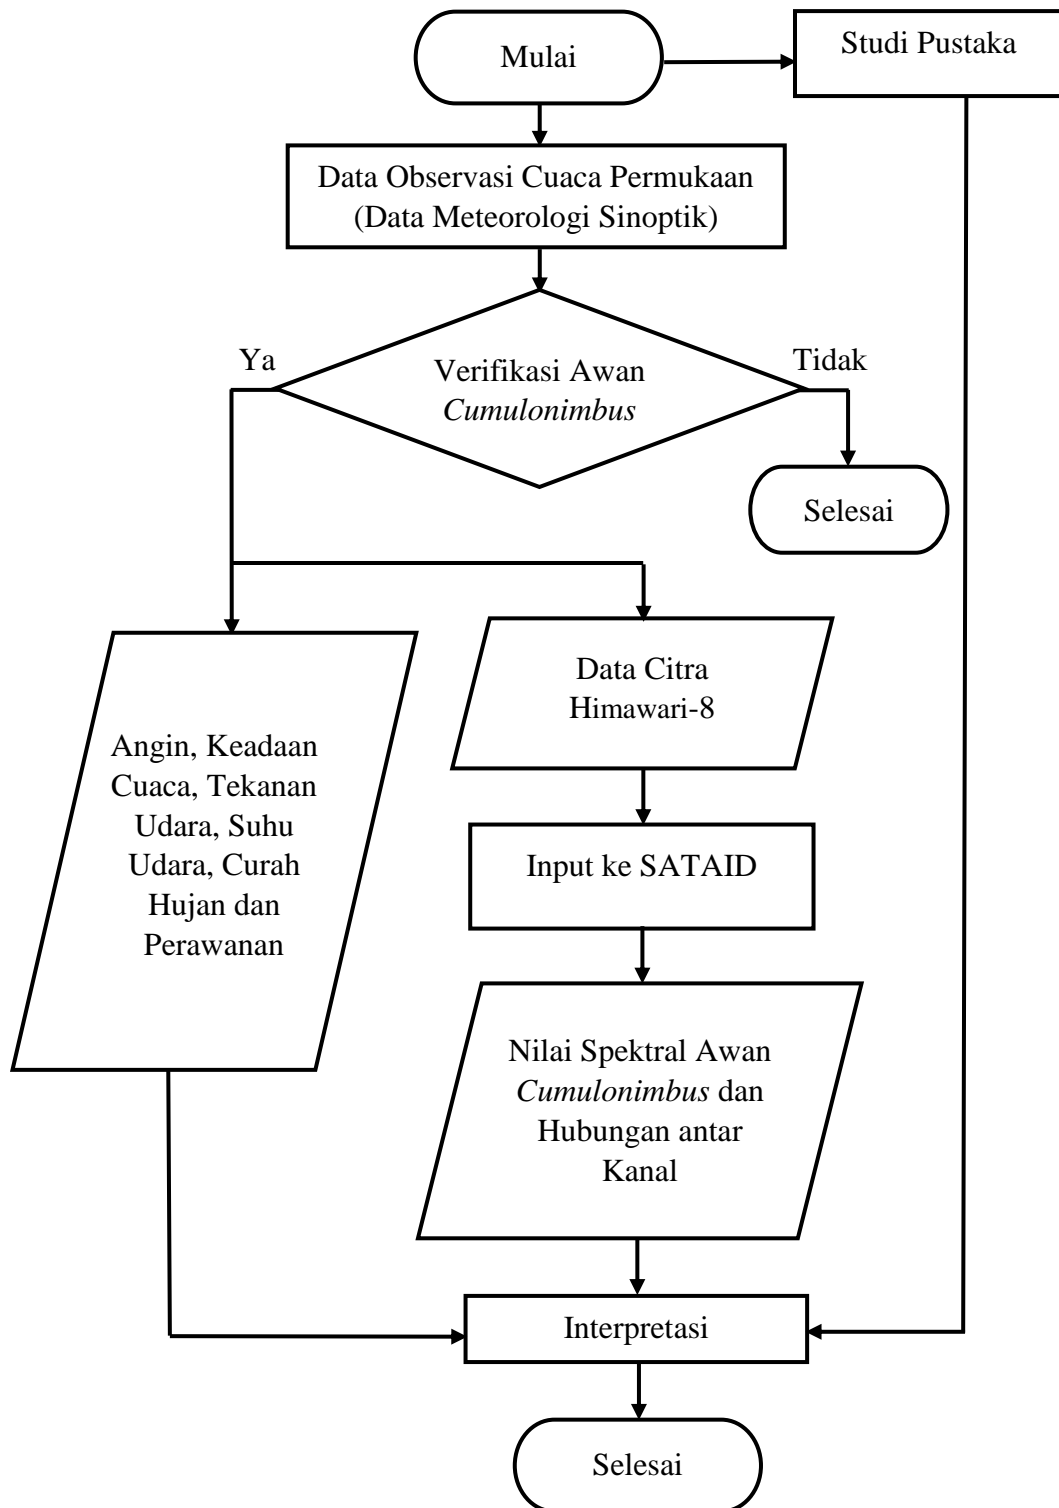 Mulai
Studi Pustaka
Data Observasi Cuaca Permukaan
(Data Meteorologi Sinoptik)
Ya
Tidak
Verifikasi Awan
Cumulonimbus
Selesai
Data Citra
Himawari-8
Angin, Keadaan
Cuaca, Tekanan
Udara, Suhu
Udara, Curah
Hujan dan
Perawanan
Input ke SATAID
Nilai Spektral Awan
Cumulonimbus dan
Hubungan antar
Kanal
Interpretasi
Selesai